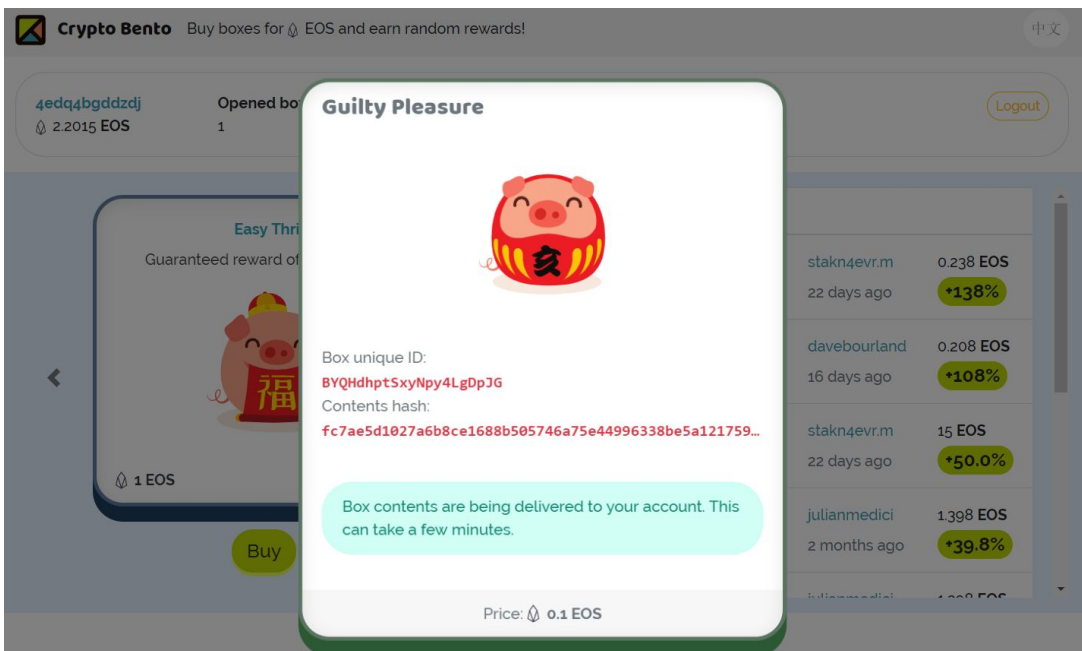 Crypto Bento Buy boxes for EOS and earn random rewards! 中文
4edq4bgddzdj
2.2015 EOS
Opened
1
Logout
Easy
Guaranteed reward of
福
1 EOS
Buy
Guilty Pleasure
亥
Box unique ID:
BYQHdhptSxyNpy4LgDpJG
Contents hash:
fc7ae5d1027a6b8ce1688b505746a75e44996338be5a121759…
Box contents are being delivered to your account. This
can take a few minutes.
Price: 0.1 EOS
stakn4evr.m 0.238 EOS
22 days ago +138%
davebourland 0.208 EOS
16 days ago +108%
stakn4evr.m 15 EOS
22 days ago +50.0%
julianmedici 1.398 EOS
2 months ago +39.8%